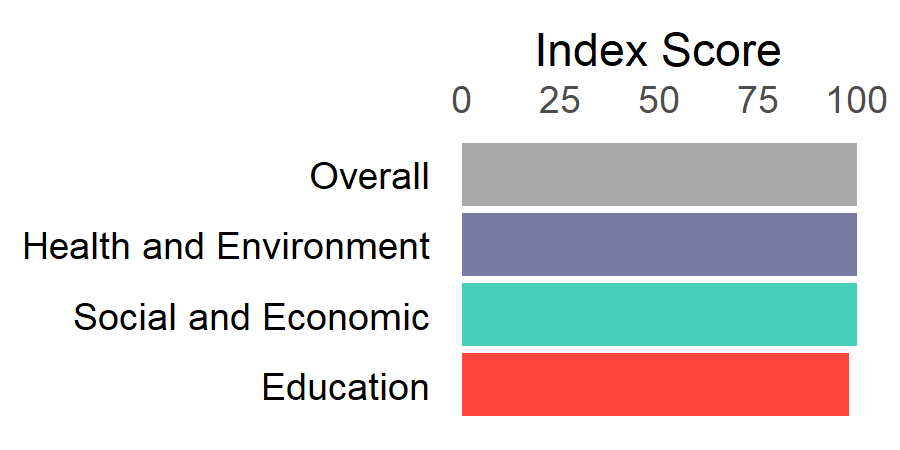 Index Score
0 25 50 75 100
Overall
Health and Environment
Social and Economic
Education